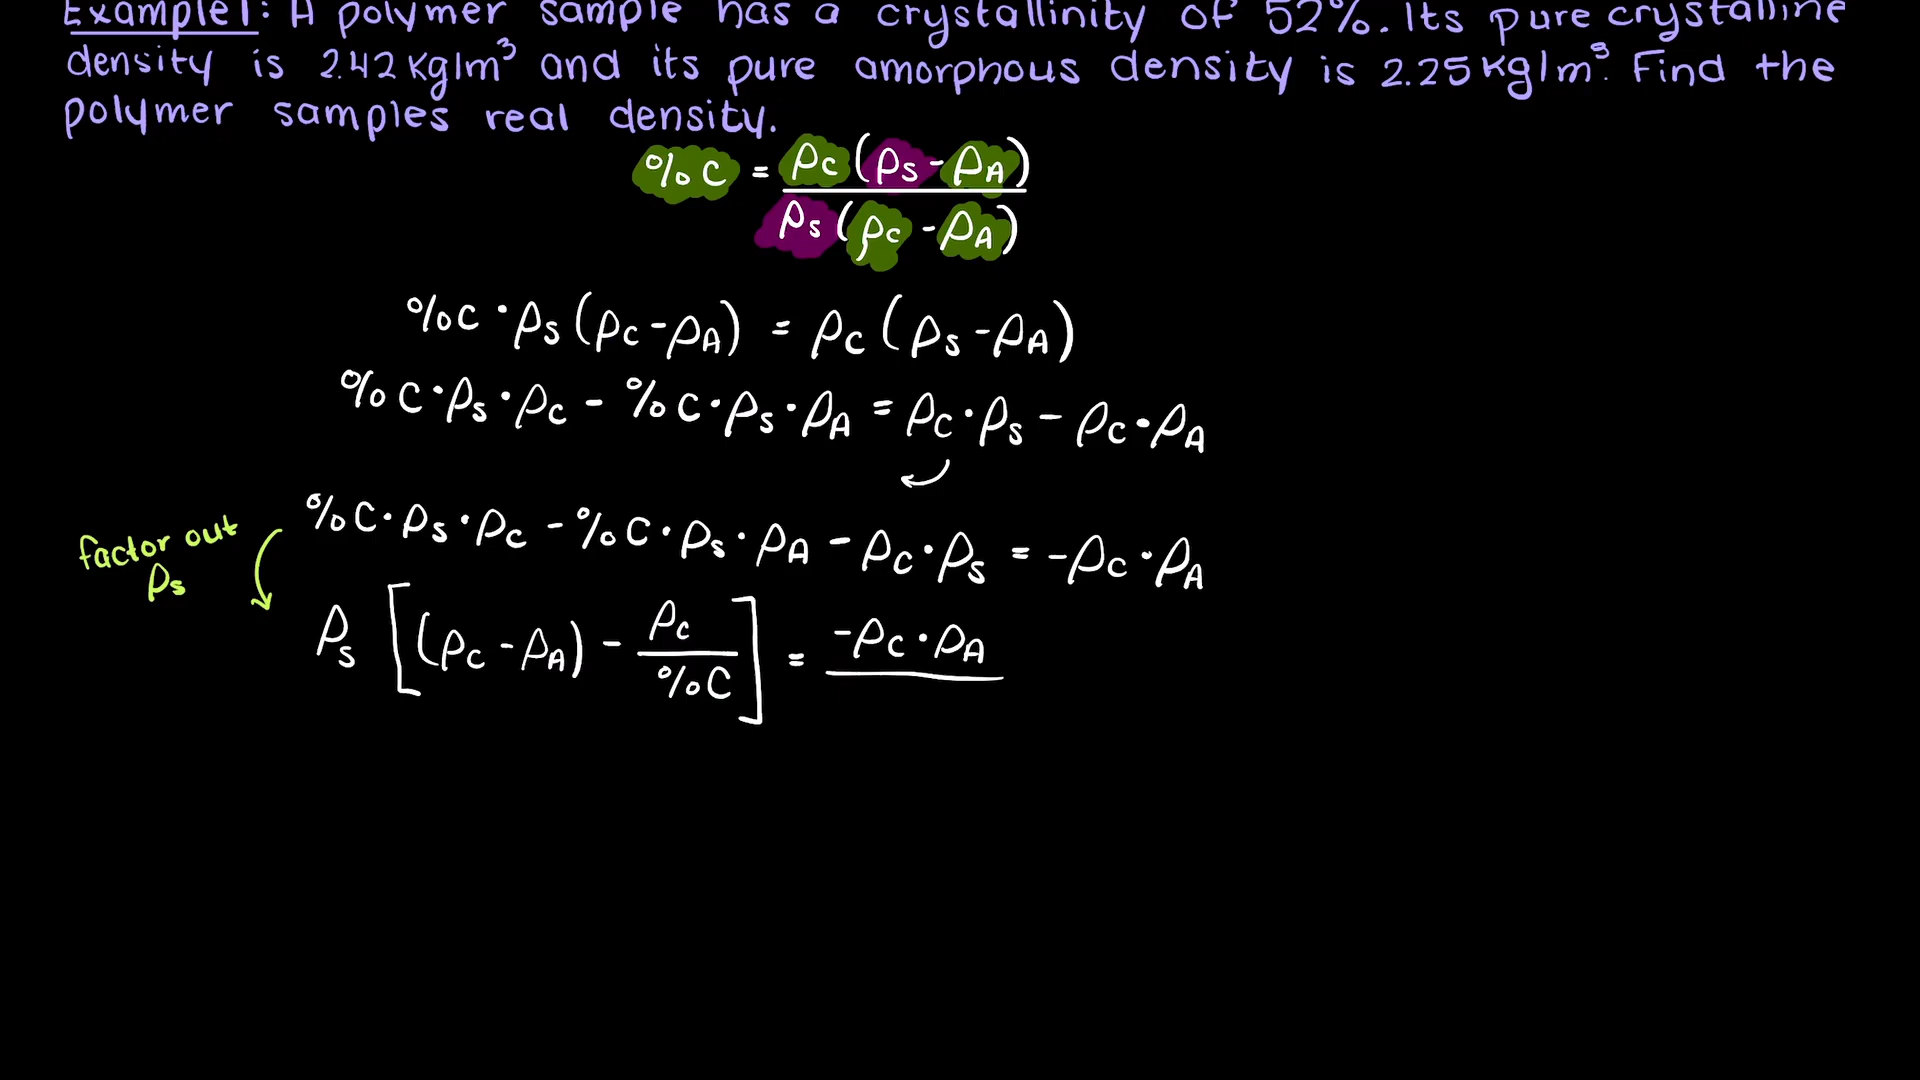 Example 1: A polymer sample has a crystallinity of 52%. Its pure crystalline
density is 2.42 kg/m³ and its pure amorphous density is 2.25 kg/m³. Find the
polymer samples real density.
%C = ρc(ρs-ρA) / ρs(ρc-ρA)
%C·ρs(ρc-ρA) = ρc(ρs-ρA)
%C·ρs·ρc - %C·ρs·ρA = ρc·ρs - ρc·ρA
%C·ρs·ρc - %C·ρs·ρA - ρc·ρs = -ρc·ρA
factor out
ρs
ρs[(ρc-ρA) - ρc/%C] = -ρc·ρA